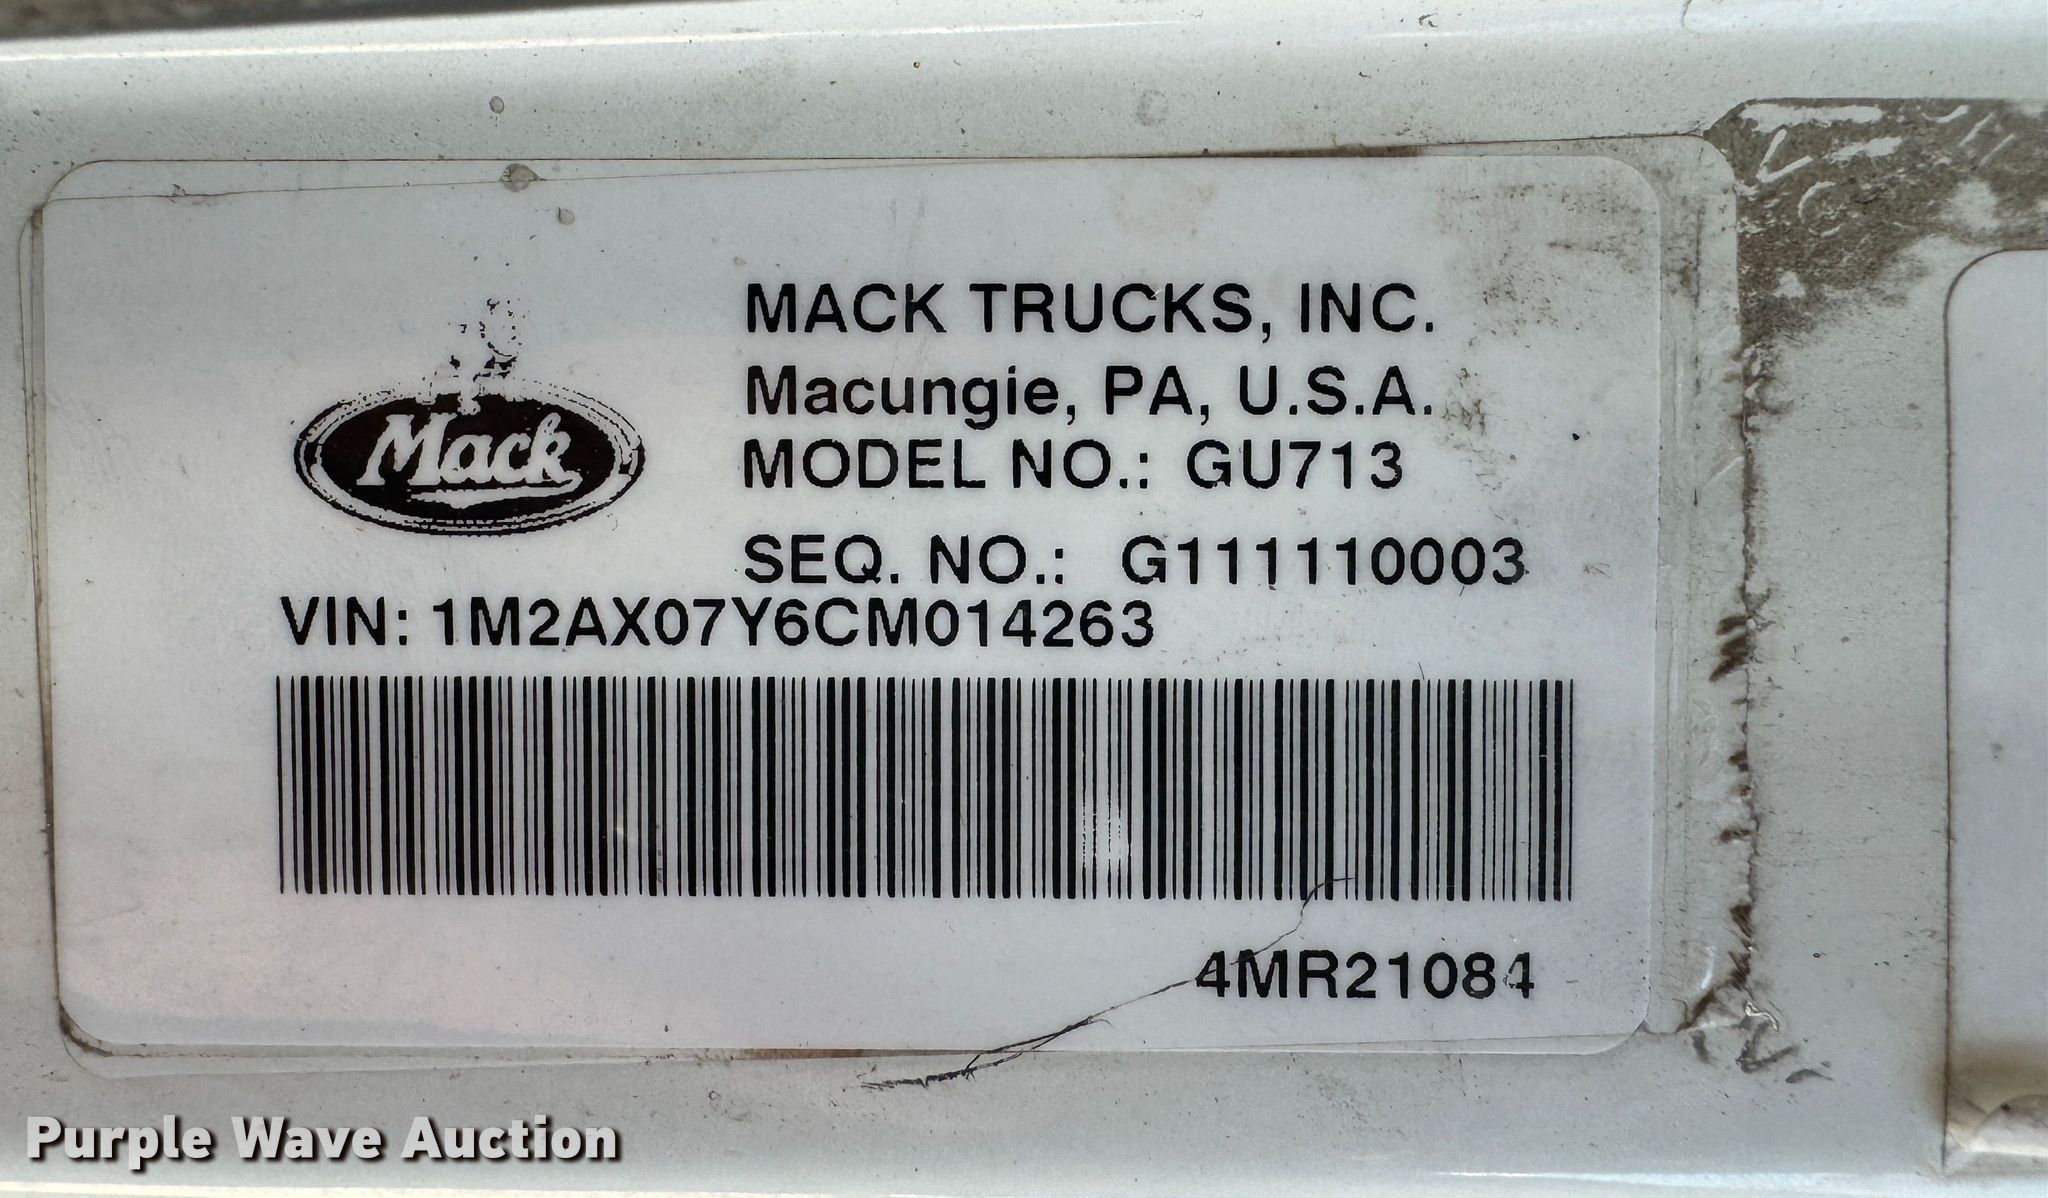 MACK TRUCKS, INC.
Macungie, PA, U.S.A.
Mack
MODEL NO.: GU713
SEQ. NO.: G111110003
VIN: 1M2AX07Y6CM014263
4MR21084
Purple Wave Auction